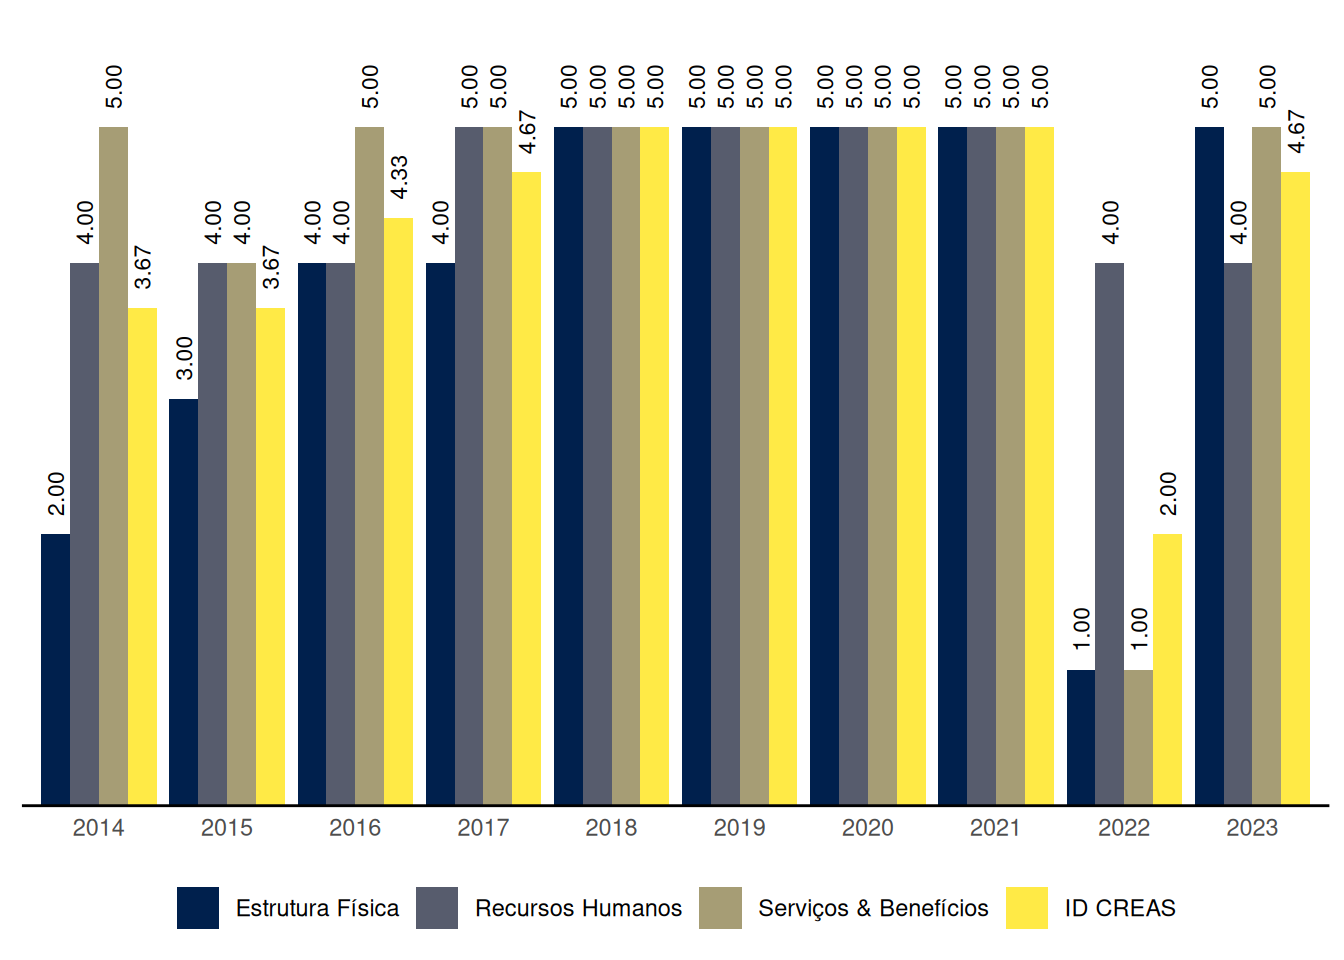 2.00 4.00 5.00 3.67 3.00 4.00 4.00 3.67 4.00 4.00 5.00 4.33 4.00 5.00 5.00 4.67 5.00 5.00 5.00 5.00 5.00 5.00 5.00 5.00 5.00 5.00 5.00 5.00 5.00 5.00 5.00 5.00 1.00 4.00 1.00 2.00 5.00 4.00 5.00 4.67
2014 2015 2016 2017 2018 2019 2020 2021 2022 2023
Estrutura Física Recursos Humanos Serviços & Benefícios ID CREAS